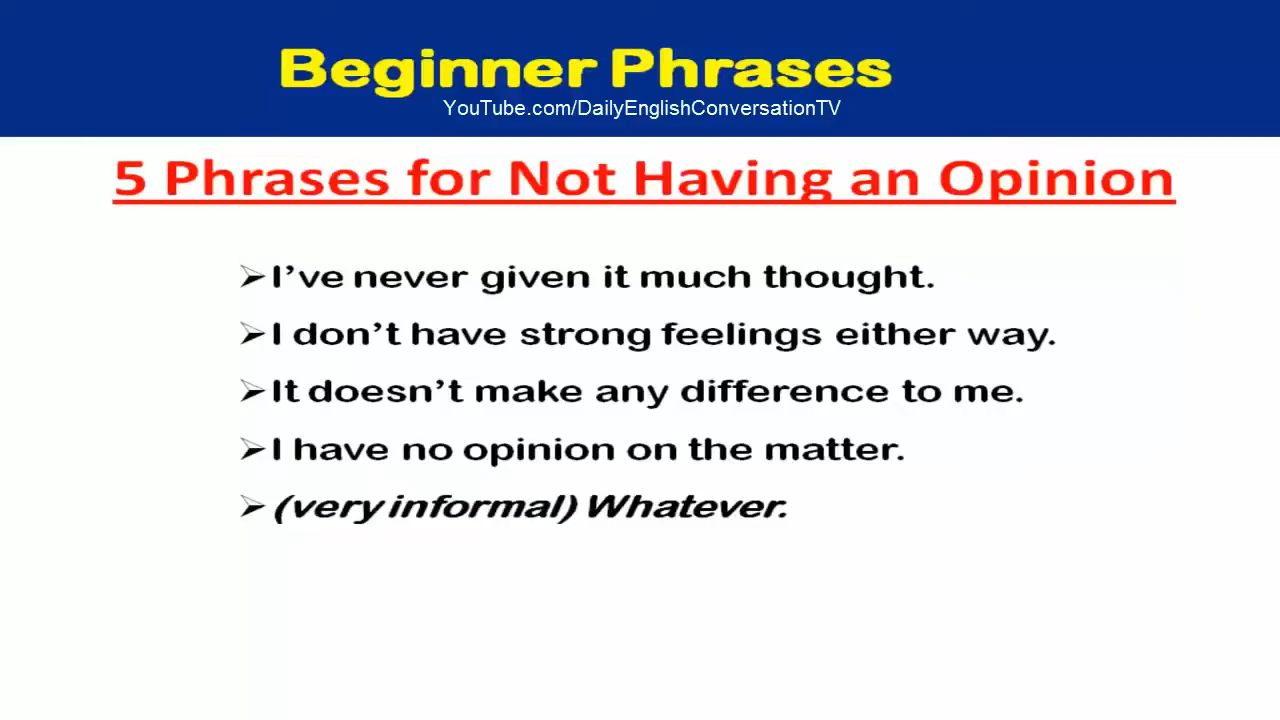 Beginner Phrases
YouTube.com/DailyEnglishConversationTV
5 Phrases for Not Having an Opinion
➢I’ve never given it much thought.
➢I don’t have strong feelings either way.
➢It doesn’t make any difference to me.
➢I have no opinion on the matter.
➢(very informal) Whatever.